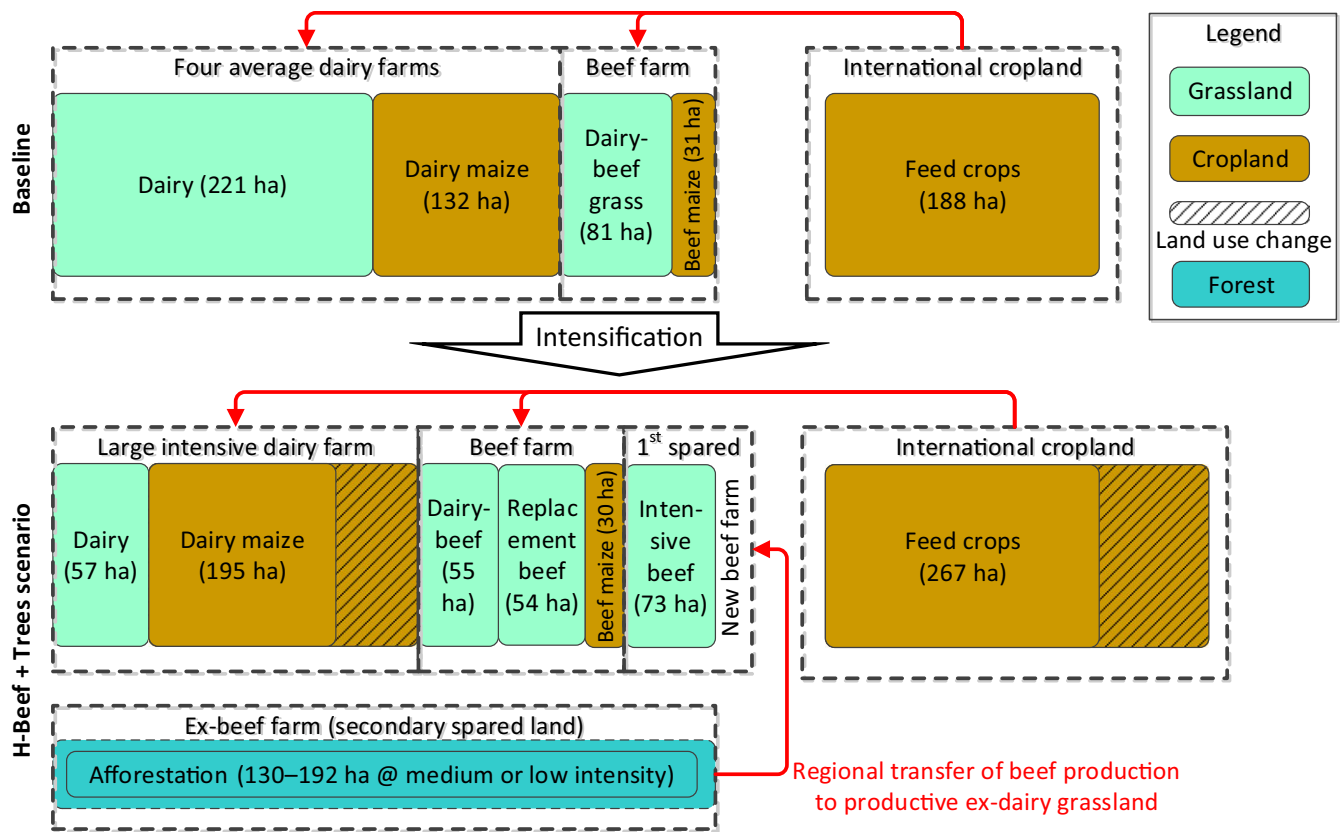 Baseline
Four average dairy farms
Dairy (221 ha)
Dairy maize
(132 ha)
Beef farm
Dairy-
beef
grass
(81 ha)
Beef maize (31 ha)
International cropland
Feed crops
(188 ha)
Legend
Grassland
Cropland
Land use change
Forest
Intensification
H-Beef + Trees scenario
Large intensive dairy farm
Dairy
(57 ha)
Dairy maize
(195 ha)
Beef farm
Dairy-
beef
(55
ha)
Replac
ement
beef
(54 ha)
Beef maize (30 ha)
1st spared
Inten-
sive
beef
(73 ha)
New beef farm
International cropland
Feed crops
(267 ha)
Ex-beef farm (secondary spared land)
Afforestation (130–192 ha @ medium or low intensity)
Regional transfer of beef production
to productive ex-dairy grassland